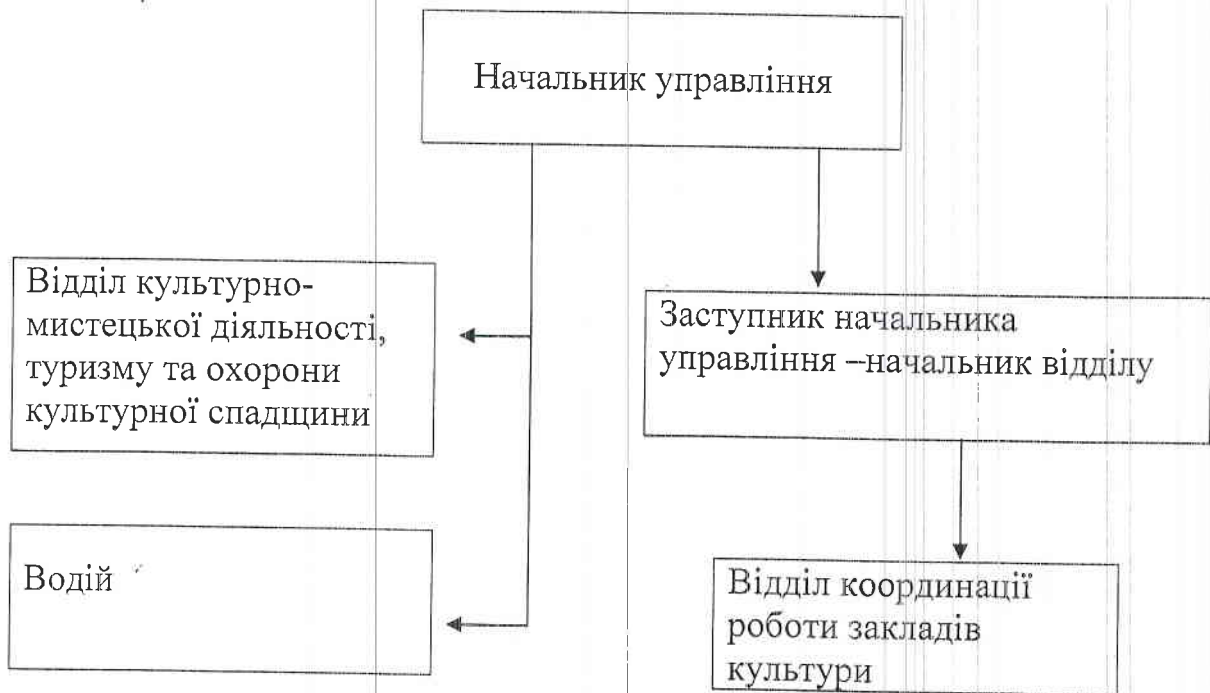 Начальник управління
Відділ культурно-
мистецької діяльності,
туризму та охорони
культурної спадщини
Заступник начальника
управління –начальник відділу
Водій
Відділ координації
роботи закладів
культури